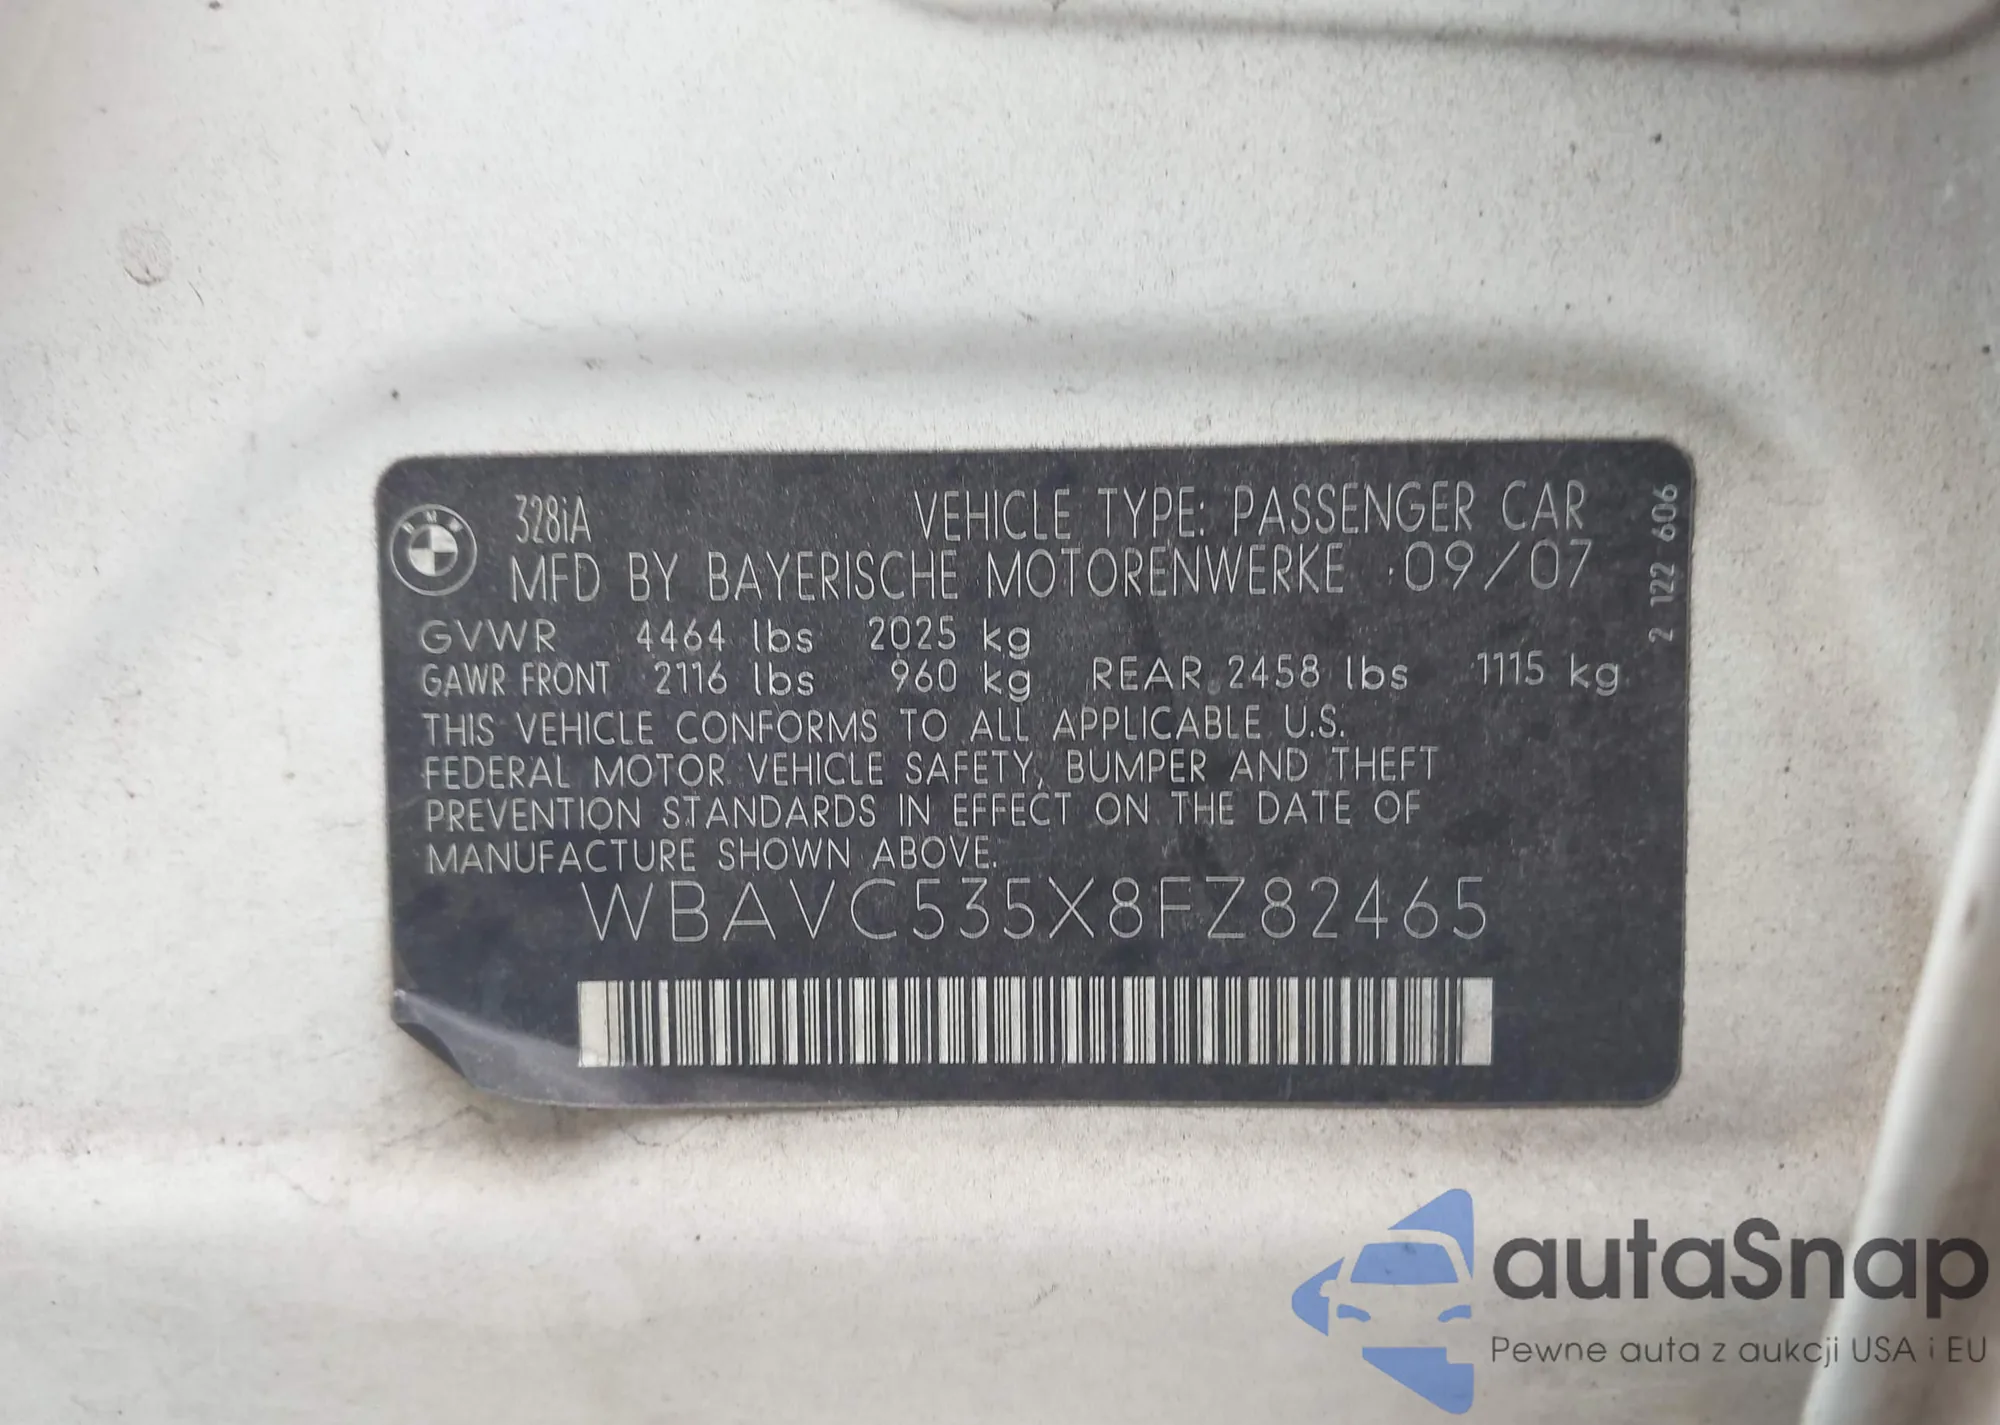 BMW
328iA VEHICLE TYPE: PASSENGER CAR
MFD BY BAYERISCHE MOTORENWERKE 09/07
GVWR 4464 lbs 2025 kg
GAWR FRONT 2116 lbs 960 kg REAR 2458 lbs 1115 kg
THIS VEHICLE CONFORMS TO ALL APPLICABLE U.S.
FEDERAL MOTOR VEHICLE SAFETY, BUMPER AND THEFT
PREVENTION STANDARDS IN EFFECT ON THE DATE OF
MANUFACTURE SHOWN ABOVE.
WBAVC535X8FZ82465
2 122 606
autaSnap
Pewne auta z aukcji USA i EU